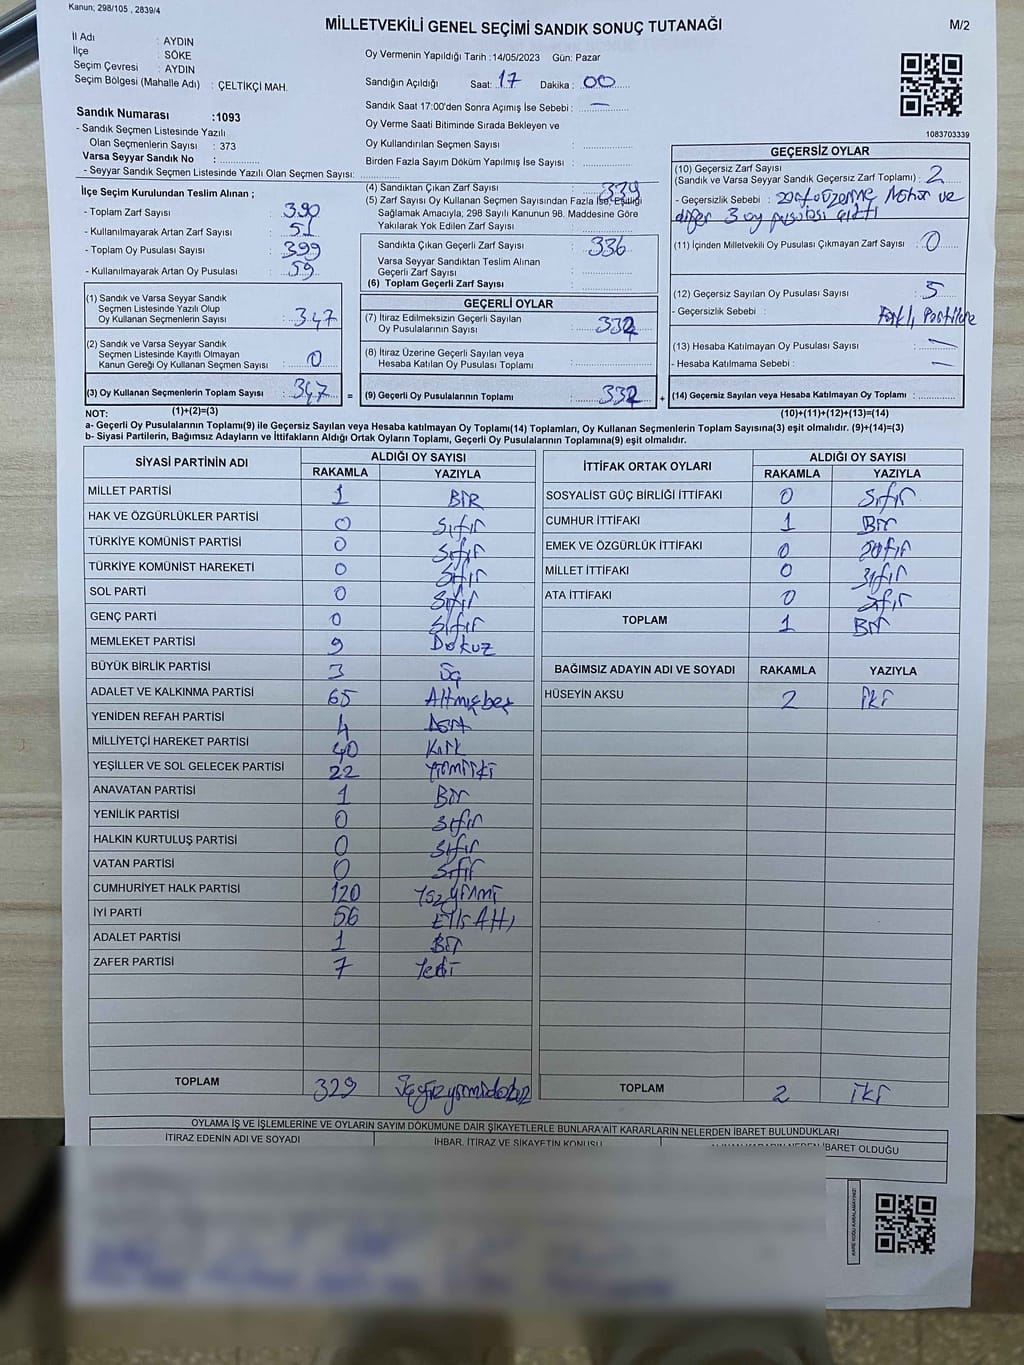 Kanun; 298/105 , 2839/4
MİLLETVEKİLİ GENEL SEÇİMİ SANDIK SONUÇ TUTANAĞI
M/2
İl Adı : AYDIN
İlçe : SÖKE
Seçim Çevresi : AYDIN
Seçim Bölgesi (Mahalle Adı) : ÇELTİKÇİ MAH.
Sandık Numarası :1093
- Sandık Seçmen Listesinde Yazılı
Olan Seçmenlerin Sayısı : 373
Varsa Seyyar Sandık No :
- Seyyar Sandık Seçmen Listesinde Yazılı Olan Seçmen Sayısı:
Oy Vermenin Yapıldığı Tarih : 14/05/2023 Gün: Pazar
Sandığın Açıldığı Saat: 17 Dakika : 00
Sandık Saat 17:00'den Sonra Açımış İse Sebebi : —
Oy Verme Saati Bitiminde Sırada Bekleyen ve
Oy Kullandırılan Seçmen Sayısı :
Birden Fazla Sayım Döküm Yapılmış İse Sayısı :
1083703339
İlçe Seçim Kurulundan Teslim Alınan ;
- Toplam Zarf Sayısı : 390
- Kullanılmayarak Artan Zarf Sayısı : 51
- Toplam Oy Pusulası Sayısı : 399
- Kullanılmayarak Artan Oy Pusulası : 59
(1) Sandık ve Varsa Seyyar Sandık
Seçmen Listesinde Yazılı Olup
Oy Kullanan Seçmenlerin Sayısı : 347
(2) Sandık ve Varsa Seyyar Sandık
Seçmen Listesinde Kayıtlı Olmayan
Kanun Gereği Oy Kullanan Seçmen Sayısı : 0
(3) Oy Kullanan Seçmenlerin Toplam Sayısı : 347 =
(1)+(2)=(3)
(4) Sandıktan Çıkan Zarf Sayısı : 339
(5) Zarf Sayısı Oy Kullanan Seçmen Sayısından Fazla İse, Eşitliği
Sağlamak Amacıyla; 298 Sayılı Kanunun 98. Maddesine Göre
Yakılarak Yok Edilen Zarf Sayısı :
Sandıkta Çıkan Geçerli Zarf Sayısı : 336
Varsa Seyyar Sandıktan Teslim Alınan
Geçerli Zarf Sayısı :
(6) Toplam Geçerli Zarf Sayısı :
GEÇERLİ OYLAR
(7) İtiraz Edilmeksizin Geçerli Sayılan
Oy Pusulalarının Sayısı : 332
(8) İtiraz Üzerine Geçerli Sayılan veya
Hesaba Katılan Oy Pusulası Toplamı :
(9) Geçerli Oy Pusulalarının Toplamı : 332 +
GEÇERSİZ OYLAR
(10) Geçersiz Zarf Sayısı
(Sandık ve Varsa Seyyar Sandık Geçersiz Zarf Toplamı) : 2
- Geçersizlik Sebebi : zarf üzerine Mühür ve
diğer 3 oy pusulası çıktı
(11) İçinden Milletvekili Oy Pusulası Çıkmayan Zarf Sayısı : 0
(12) Geçersiz Sayılan Oy Pusulası Sayısı : 5
- Geçersizlik Sebebi : Farklı Partilere
(13) Hesaba Katılmayan Oy Pusulası Sayısı : —
- Hesaba Katılmama Sebebi : —
(14) Geçersiz Sayılan veya Hesaba Katılmayan Oy Toplamı :
(10)+(11)+(12)+(13)=(14)
NOT:
a- Geçerli Oy Pusulalarının Toplamı(9) ile Geçersiz Sayılan veya Hesaba Katılmayan Oy Toplamı(14) Toplamları, Oy Kullanan Seçmenlerin Toplam Sayısına(3) eşit olmalıdır. (9)+(14)=(3)
b- Siyasi Partilerin, Bağımsız Adayların ve İttifakların Aldığı Ortak Oyların Toplamı, Geçerli Oy Pusulalarının Toplamına(9) eşit olmalıdır.
SİYASİ PARTİNİN ADI ALDIĞI OY SAYISI
RAKAMLA YAZIYLA
MİLLET PARTİSİ 1 BİR
HAK VE ÖZGÜRLÜKLER PARTİSİ 0 Sıfır
TÜRKİYE KOMÜNİST PARTİSİ 0 Sıfır
TÜRKİYE KOMÜNİST HAREKETİ 0 Sıfır
SOL PARTİ 0 Sıfır
GENÇ PARTİ 0 Sıfır
MEMLEKET PARTİSİ 9 Dokuz
BÜYÜK BİRLİK PARTİSİ 3 Üç
ADALET VE KALKINMA PARTİSİ 65 Altmışbeş
YENİDEN REFAH PARTİSİ 4
MİLLİYETÇİ HAREKET PARTİSİ 40 Kırk
YEŞİLLER VE SOL GELECEK PARTİSİ 22 Yirmiiki
ANAVATAN PARTİSİ 1 Bir
YENİLİK PARTİSİ 0 Sıfır
HALKIN KURTULUŞ PARTİSİ 0 Sıfır
VATAN PARTİSİ 0 Sıfır
CUMHURİYET HALK PARTİSİ 120 Yüzyirmi
İYİ PARTİ 56 Elli Altı
ADALET PARTİSİ 1 Bir
ZAFER PARTİSİ 7 Yedi
TOPLAM 329 Üçyüzyirmidokuz
İTTİFAK ORTAK OYLARI ALDIĞI OY SAYISI
RAKAMLA YAZIYLA
SOSYALİST GÜÇ BİRLİĞİ İTTİFAKI 0 Sıfır
CUMHUR İTTİFAKI 1 Bir
EMEK VE ÖZGÜRLÜK İTTİFAKI 0 Sıfır
MİLLET İTTİFAKI 0 Sıfır
ATA İTTİFAKI 0 Sıfır
TOPLAM 1 Bir
BAĞIMSIZ ADAYIN ADI VE SOYADI RAKAMLA YAZIYLA
HÜSEYİN AKSU 2 iki
TOPLAM 2 iki
OYLAMA İŞ VE İŞLEMLERİNE VE OYLARIN SAYIM DÖKÜMÜNE DAİR ŞİKAYETLERLE BUNLARA AİT KARARLARIN NELERDEN İBARET BULUNDUKLARI
İTİRAZ EDENİN ADI VE SOYADI İHBAR, İTİRAZ VE ŞİKAYETİN KONUSU İBARET OLDUĞU
KARE KODU KARALAMAYINIZ!